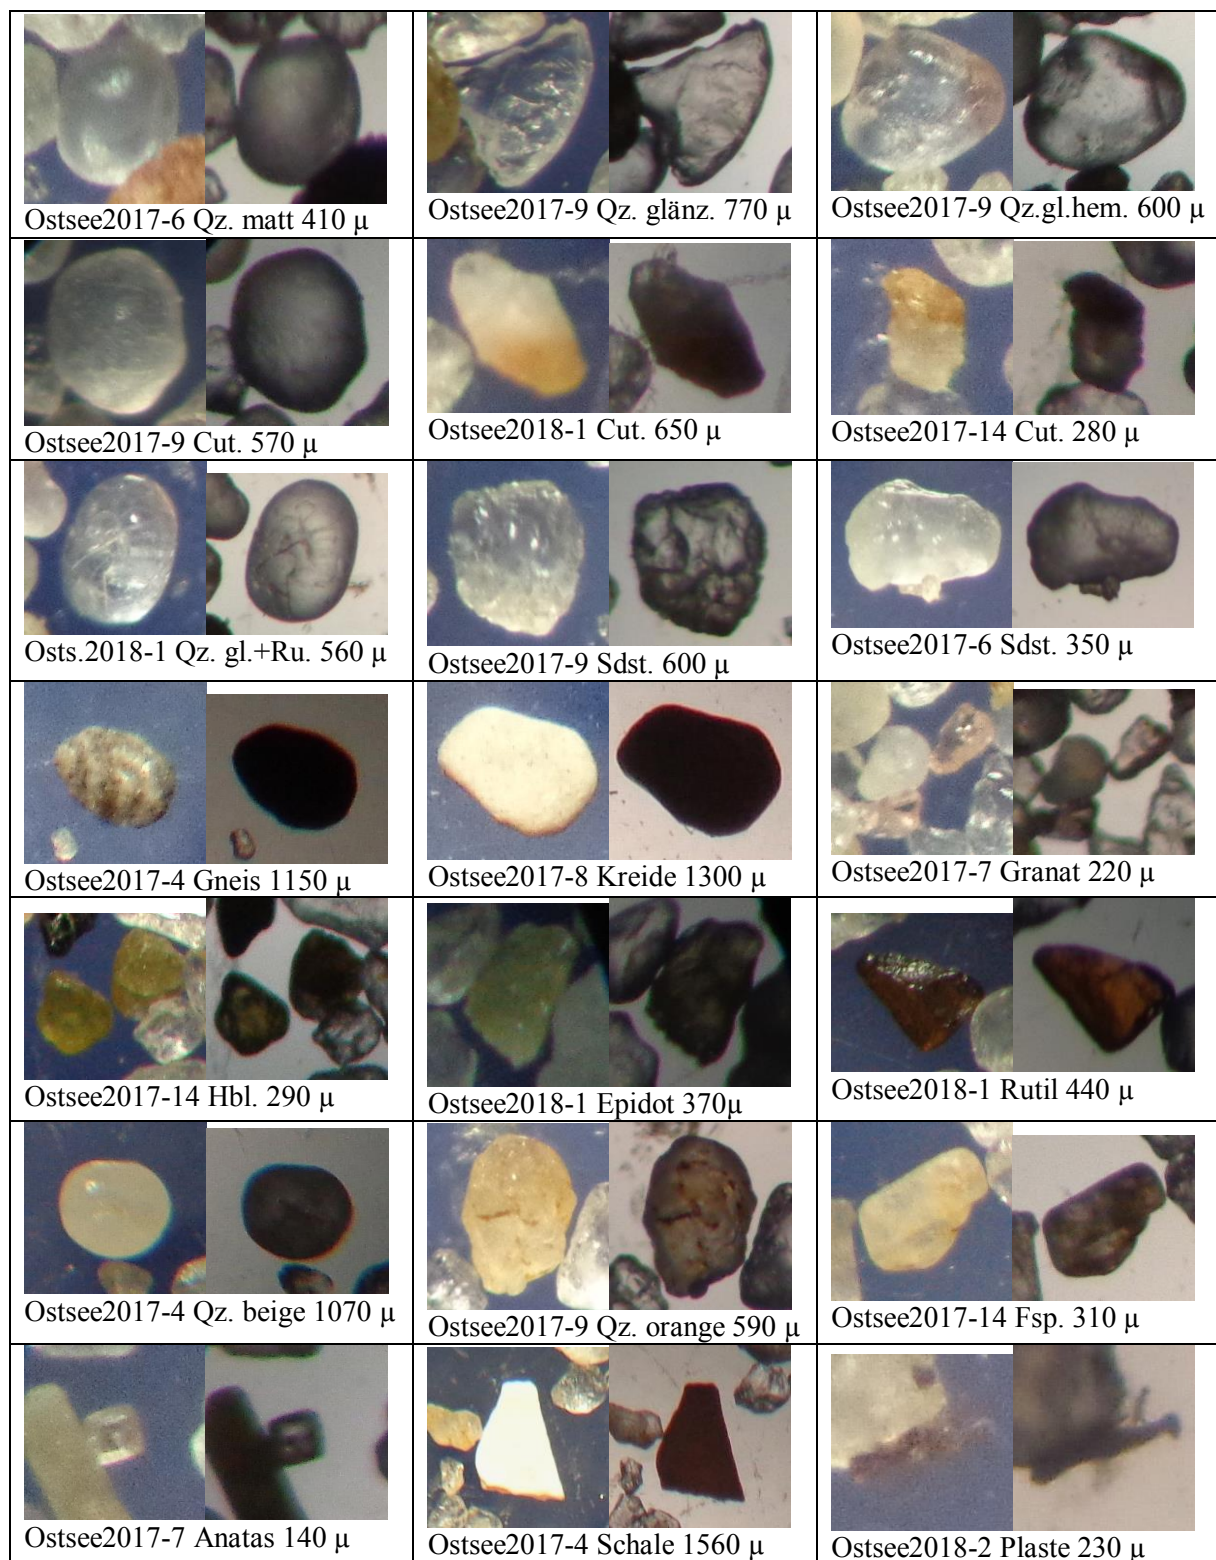 Ostsee2017-6 Qz. matt 410 µ
Ostsee2017-9 Qz. glänz. 770 µ
Ostsee2017-9 Qz.gl.hem. 600 µ
Ostsee2017-9 Cut. 570 µ
Ostsee2018-1 Cut. 650 µ
Ostsee2017-14 Cut. 280 µ
Osts.2018-1 Qz. gl.+Ru. 560 µ
Ostsee2017-9 Sdst. 600 µ
Ostsee2017-6 Sdst. 350 µ
Ostsee2017-4 Gneis 1150 µ
Ostsee2017-8 Kreide 1300 µ
Ostsee2017-7 Granat 220 µ
Ostsee2017-14 Hbl. 290 µ
Ostsee2018-1 Epidot 370µ
Ostsee2018-1 Rutil 440 µ
Ostsee2017-4 Qz. beige 1070 µ
Ostsee2017-9 Qz. orange 590 µ
Ostsee2017-14 Fsp. 310 µ
Ostsee2017-7 Anatas 140 µ
Ostsee2017-4 Schale 1560 µ
Ostsee2018-2 Plaste 230 µ